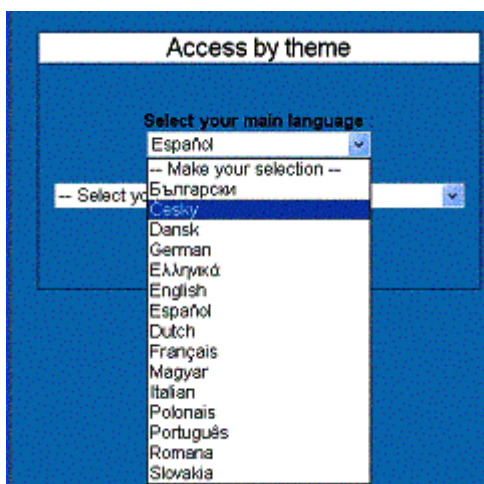 Access by theme
Select your main language :
Español
-- Make your selection --
-- Select yo
Български
Česky
Dansk
German
Ελληνικά
English
Español
Dutch
Français
Magyar
Italian
Polonais
Português
Romana
Slovakia